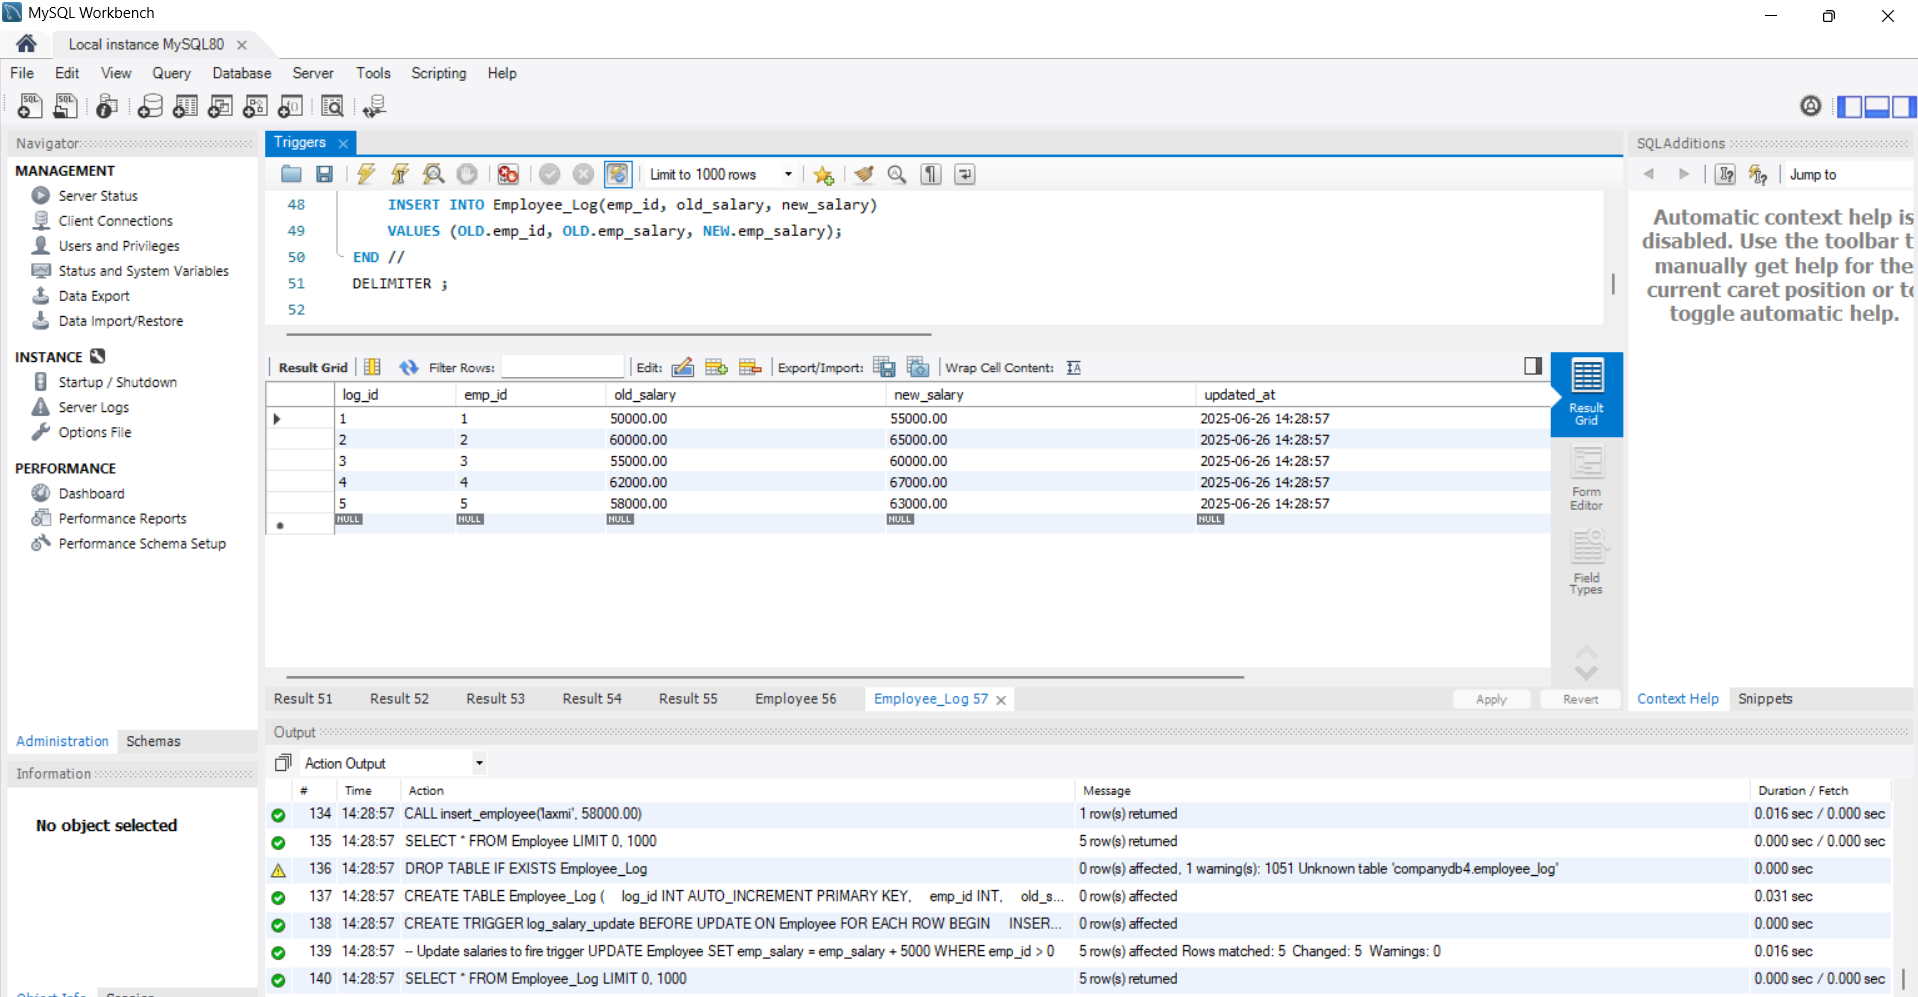 MySQL Workbench
Local instance MySQL80
File Edit View Query Database Server Tools Scripting Help
Navigator
MANAGEMENT
Server Status
Client Connections
Users and Privileges
Status and System Variables
Data Export
Data Import/Restore
INSTANCE
Startup / Shutdown
Server Logs
Options File
PERFORMANCE
Dashboard
Performance Reports
Performance Schema Setup
Administration Schemas
Information
No object selected
Triggers
Limit to 1000 rows
48 INSERT INTO Employee_Log(emp_id, old_salary, new_salary)
49 VALUES (OLD.emp_id, OLD.emp_salary, NEW.emp_salary);
50 END //
51 DELIMITER ;
52
Result Grid Filter Rows: Edit: Export/Import: Wrap Cell Content:
log_id emp_id old_salary new_salary updated_at
1 1 50000.00 55000.00 2025-06-26 14:28:57
2 2 60000.00 65000.00 2025-06-26 14:28:57
3 3 55000.00 60000.00 2025-06-26 14:28:57
4 4 62000.00 67000.00 2025-06-26 14:28:57
5 5 58000.00 63000.00 2025-06-26 14:28:57
NULL NULL NULL NULL NULL
Result
Grid
Form
Editor
Field
Types
Result 51 Result 52 Result 53 Result 54 Result 55 Employee 56 Employee_Log 57 Apply Revert
SQLAdditions
Jump to
Automatic context help is
disabled. Use the toolbar t
manually get help for the
current caret position or to
toggle automatic help.
Context Help Snippets
Output
Action Output
# Time Action Message Duration / Fetch
134 14:28:57 CALL insert_employee('laxmi', 58000.00) 1 row(s) returned 0.016 sec / 0.000 sec
135 14:28:57 SELECT * FROM Employee LIMIT 0, 1000 5 row(s) returned 0.000 sec / 0.000 sec
136 14:28:57 DROP TABLE IF EXISTS Employee_Log 0 row(s) affected, 1 warning(s): 1051 Unknown table 'companydb4.employee_log' 0.000 sec
137 14:28:57 CREATE TABLE Employee_Log ( log_id INT AUTO_INCREMENT PRIMARY KEY, emp_id INT, old_s... 0 row(s) affected 0.031 sec
138 14:28:57 CREATE TRIGGER log_salary_update BEFORE UPDATE ON Employee FOR EACH ROW BEGIN INSER... 0 row(s) affected 0.000 sec
139 14:28:57 -- Update salaries to fire trigger UPDATE Employee SET emp_salary = emp_salary + 5000 WHERE emp_id > 0 5 row(s) affected Rows matched: 5 Changed: 5 Warnings: 0 0.016 sec
140 14:28:57 SELECT * FROM Employee_Log LIMIT 0, 1000 5 row(s) returned 0.000 sec / 0.000 sec